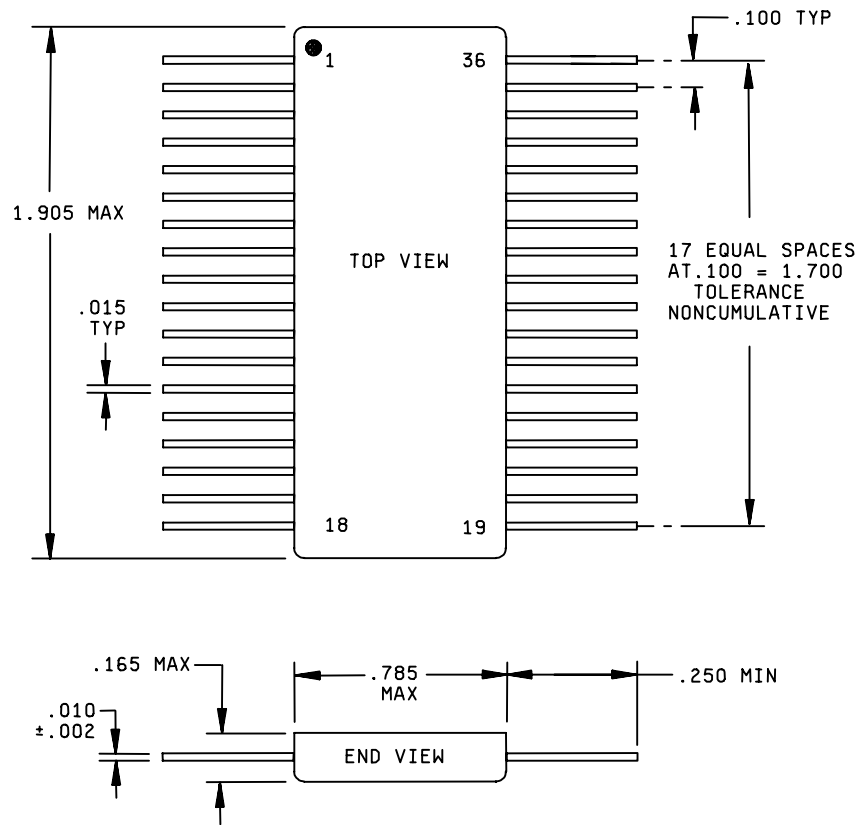 .100 TYP
1
36
1.905 MAX
TOP VIEW
17 EQUAL SPACES
AT.100 = 1.700
TOLERANCE
NONCUMULATIVE
.015
TYP
18
19
.165 MAX
.785
MAX
.250 MIN
.010
±.002
END VIEW